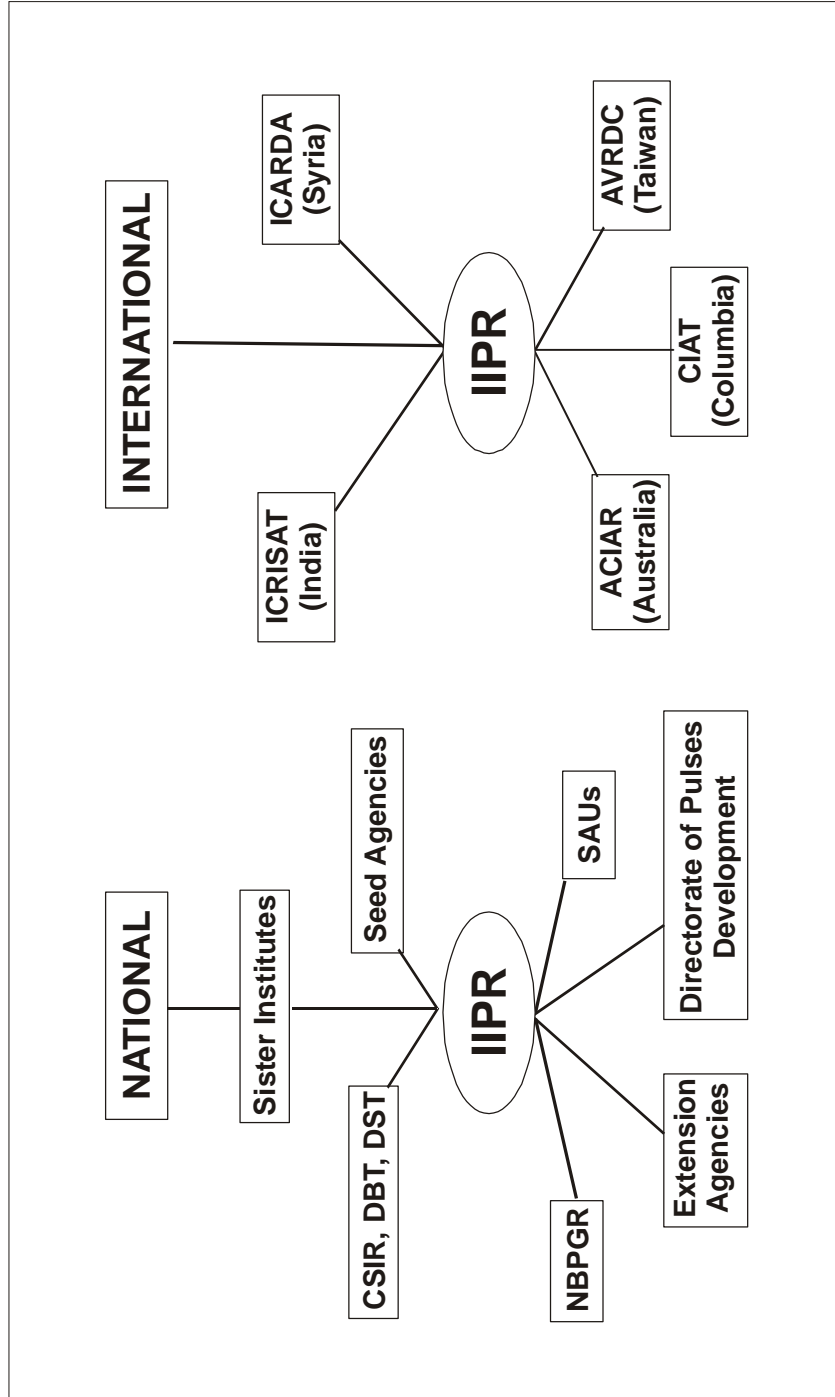 NATIONAL
Sister Institutes
CSIR, DBT, DST
Seed Agencies
IIPR
NBPGR
SAUs
Extension
Agencies
Directorate of Pulses
Development
INTERNATIONAL
ICRISAT
(India)
ICARDA
(Syria)
IIPR
ACIAR
(Australia)
AVRDC
(Taiwan)
CIAT
(Columbia)